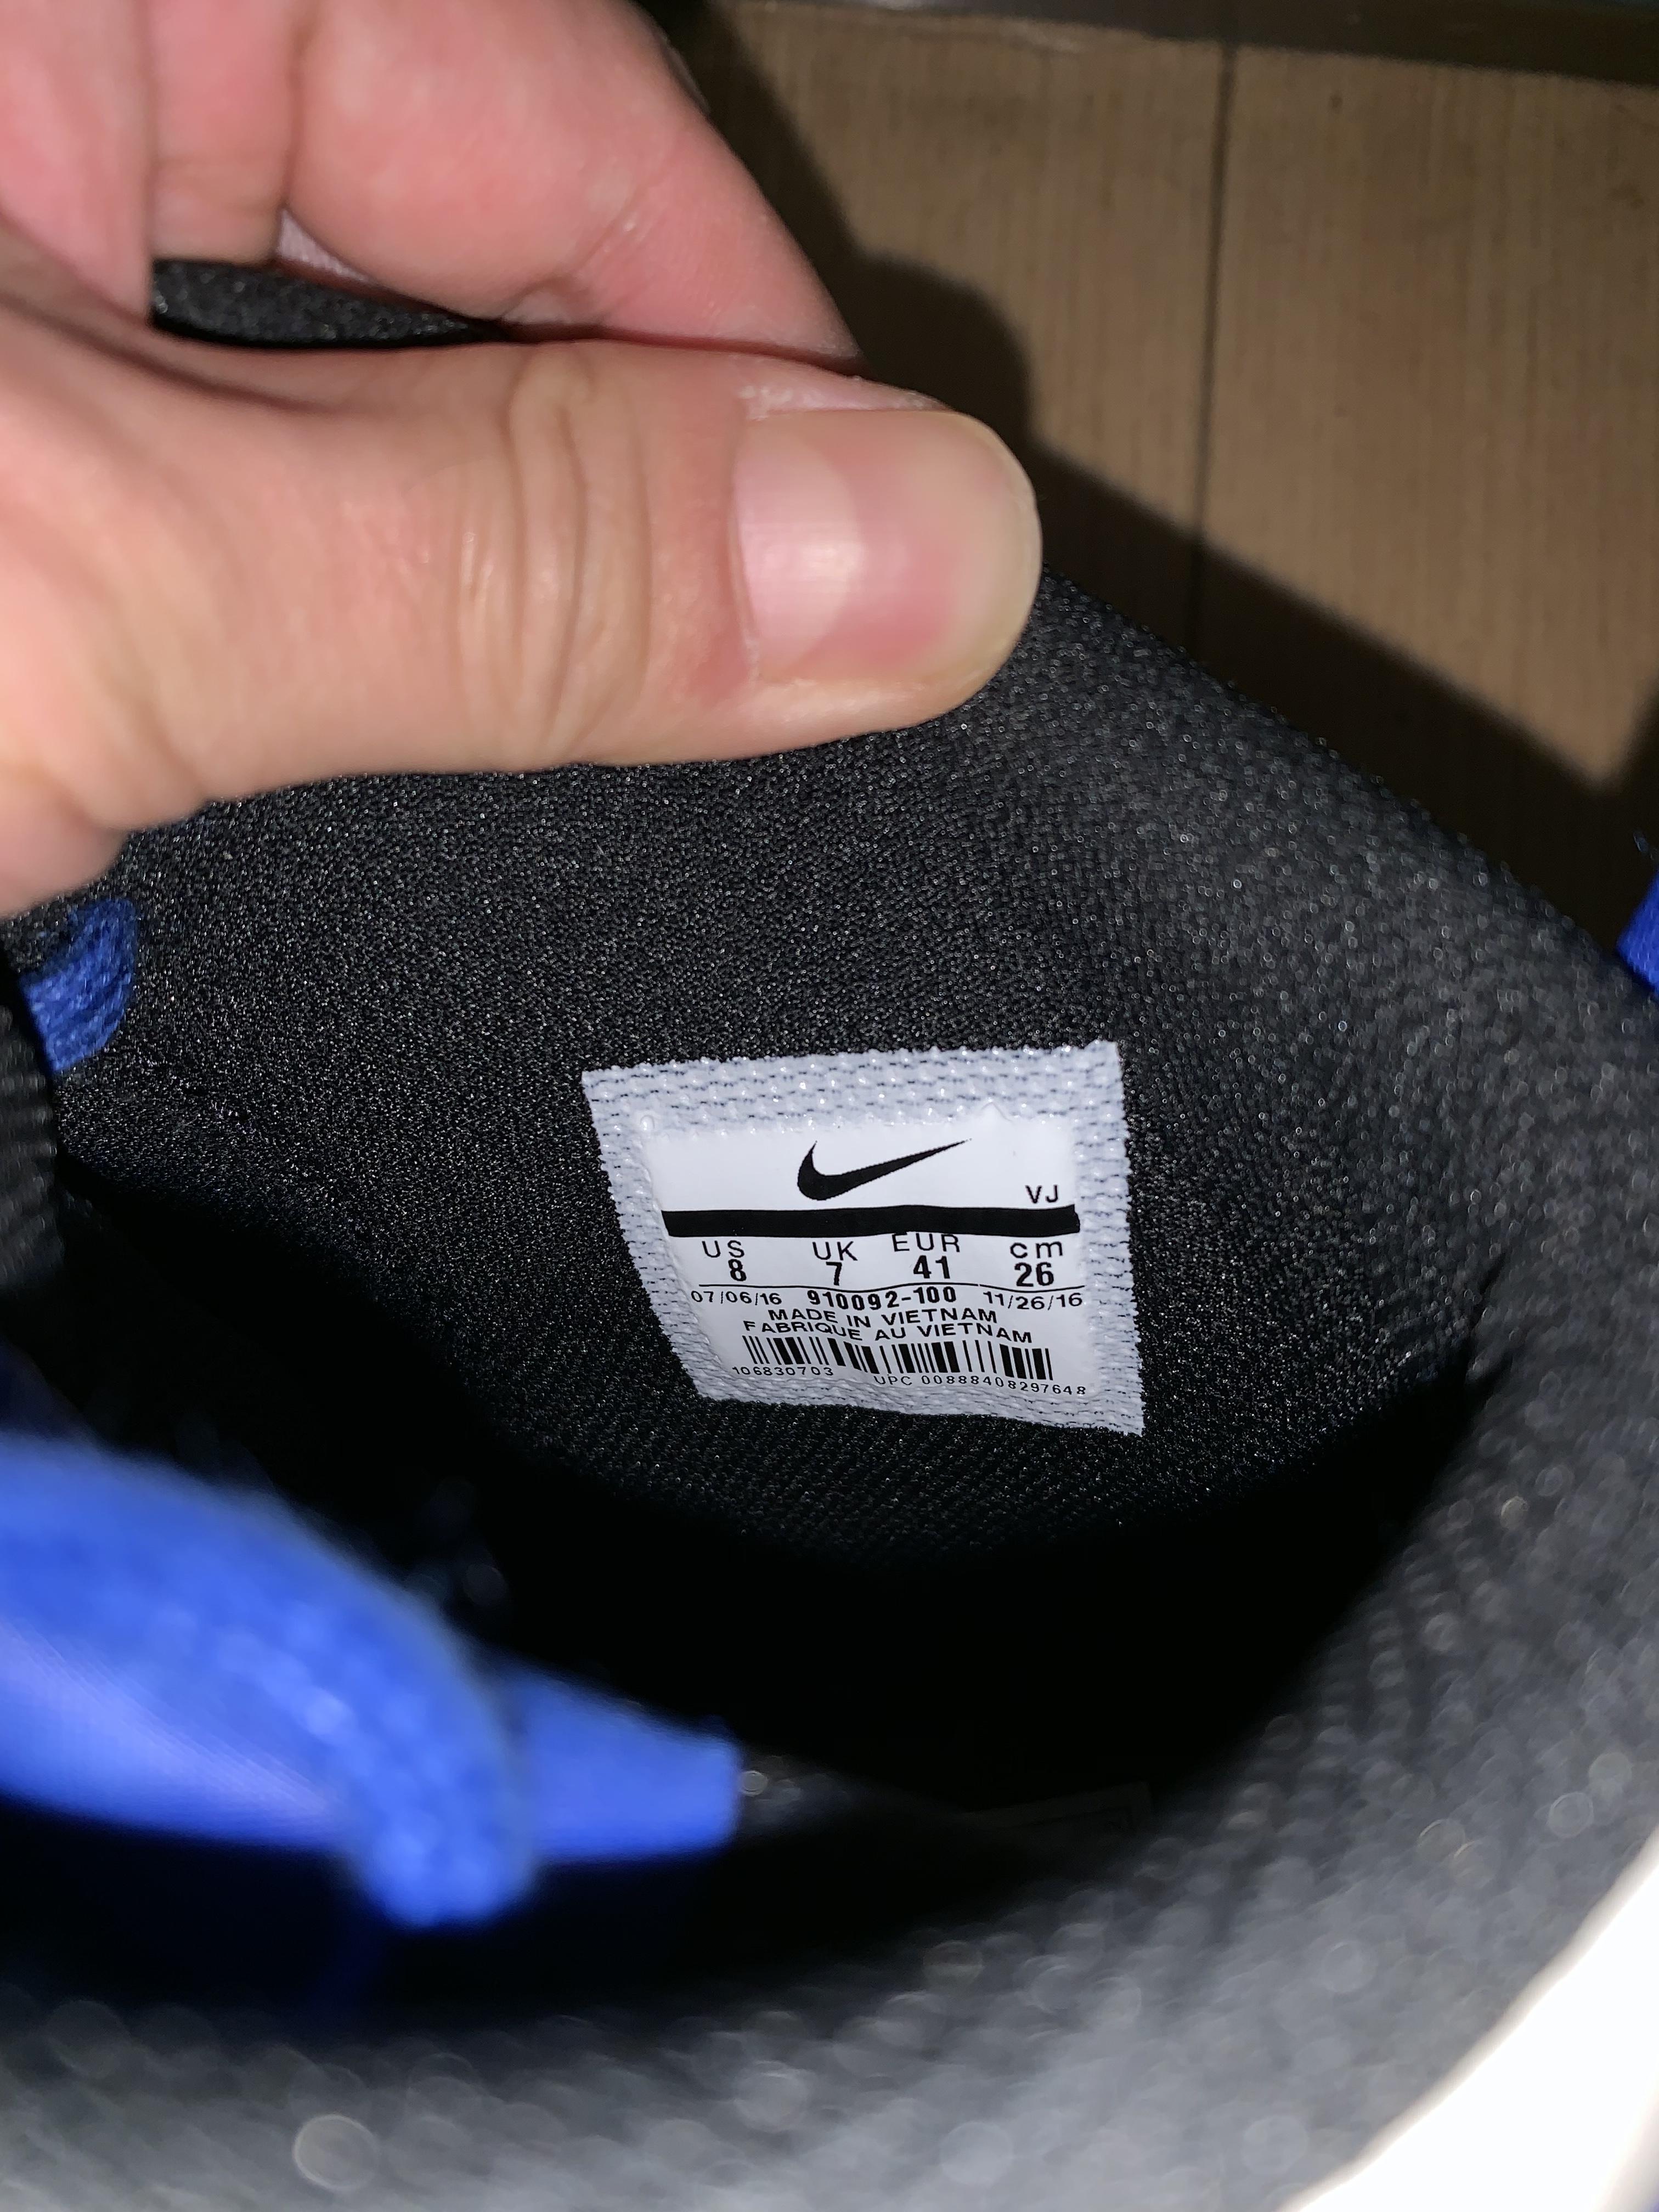 VJ
US UK EUR cm
8 7 41 26
07/06/16 910092-100 11/26/16
MADE IN VIETNAM
FABRIQUE AU VIETNAM
106830703 UPC 00888408297648